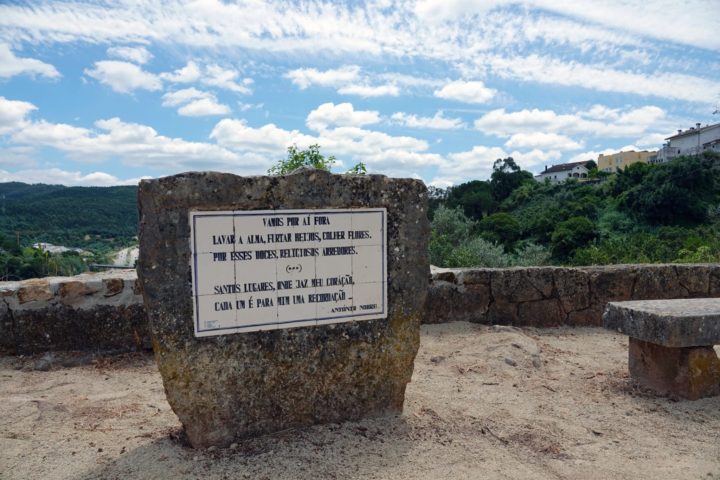 VAMOS POR AÍ FORA
LAVAR A ALMA, FURTAR BEIJOS, COLHER FLORES,
POR ESSES DOCES, RELIGIOSOS ARREDORES,
(...)
SANTOS LUGARES, ONDE JAZ MEU CORAÇÃO,
CADA UM É PARA MIM UMA RECORDAÇÃO...
ANTÓNIO NOBRE